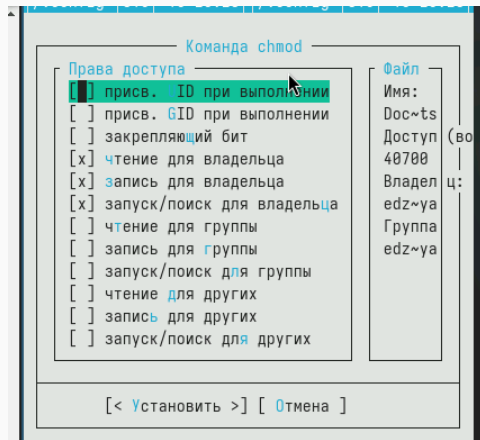 Команда chmod
Права доступа
[ ] присв.  ID при выполнении
[ ] присв. GID при выполнении
[ ] закрепляющий бит
[x] чтение для владельца
[x] запись для владельца
[x] запуск/поиск для владельца
[ ] чтение для группы
[ ] запись для группы
[ ] запуск/поиск для группы
[ ] чтение для других
[ ] запись для других
[ ] запуск/поиск для других
Файл
Имя:
Doc~ts
Доступ (во
40700
Владел ц:
edz~ya
Группа
edz~ya
[< Установить >] [ Отмена ]